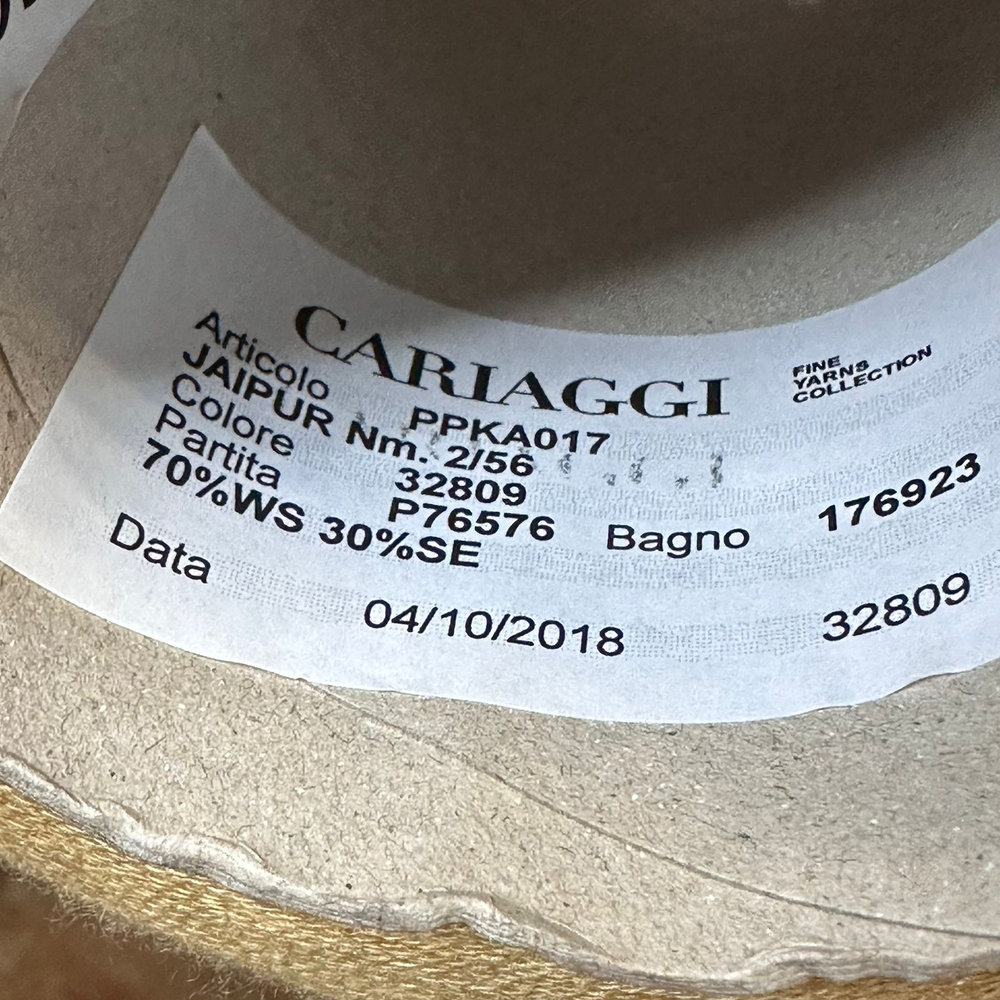 CARIAGGI
FINE
YARNS
COLLECTION
Articolo PPKA017
JAIPUR Nm. 2/56
Colore 32809
Partita P76576 Bagno 176923
70%WS 30%SE
Data 04/10/2018 32809